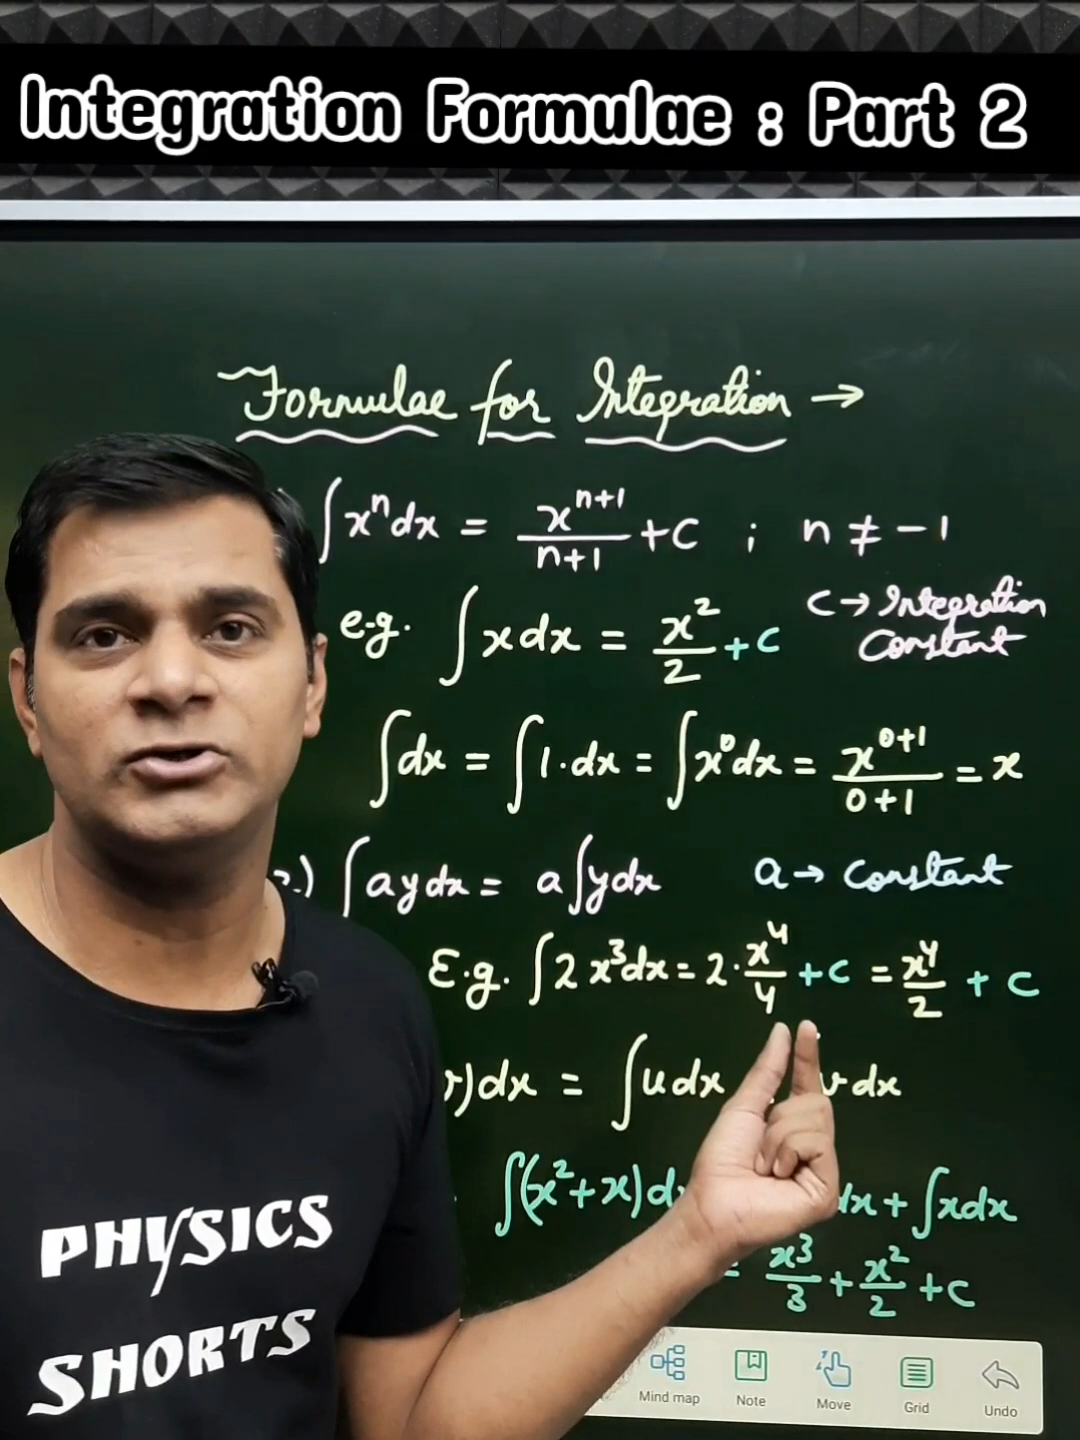 Integration Formulae : Part 2
Formulae for Integration →
) ∫xⁿdx = xⁿ⁺¹/n+1 + C ; n ≠ -1
C → Integration Constant
e.g. ∫x dx = x²/2 + C
∫dx = ∫1·dx = ∫x⁰dx = x⁰⁺¹/0+1 = x
2.) ∫ay dx = a∫y dx a → Constant
E.g. ∫2x³dx = 2·x⁴/4 + C = x⁴/2 + C
)dx = ∫u dx v dx
∫(x²+x)d dx + ∫x dx
= x³/3 + x²/2 + C
PHYSICS
SHORTS
Mind map
Note
Move
Grid
Undo